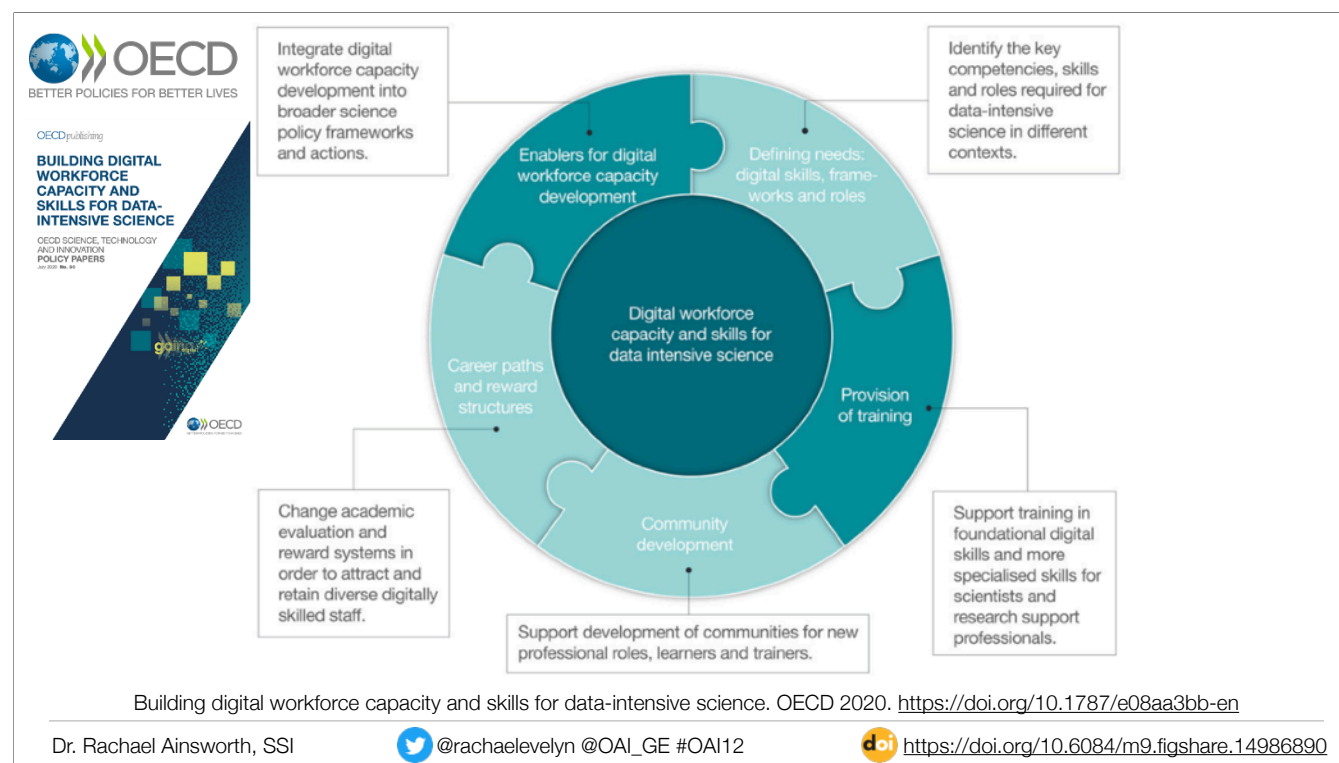 OECD
BETTER POLICIES FOR BETTER LIVES
OECDpublishing
BUILDING DIGITAL
WORKFORCE
CAPACITY AND
SKILLS FOR DATA-
INTENSIVE SCIENCE
OECD SCIENCE, TECHNOLOGY
AND INNOVATION
POLICY PAPERS
July 2020 No. 90
going
OECD
Integrate digital
workforce capacity
development into
broader science
policy frameworks
and actions.
Identify the key
competencies, skills
and roles required for
data-intensive
science in different
contexts.
Enablers for digital
workforce capacity
development
Defining needs:
digital skills, frame-
works and roles
Digital workforce
capacity and skills for
data intensive science
Career paths
and reward
structures
Provision
of training
Community
development
Change academic
evaluation and
reward systems in
order to attract and
retain diverse digitally
skilled staff.
Support development of communities for new
professional roles, learners and trainers.
Support training in
foundational digital
skills and more
specialised skills for
scientists and
research support
professionals.
Building digital workforce capacity and skills for data-intensive science. OECD 2020. https://doi.org/10.1787/e08aa3bb-en
Dr. Rachael Ainsworth, SSI
@rachaelevelyn @OAI_GE #OAI12
doi https://doi.org/10.6084/m9.figshare.14986890